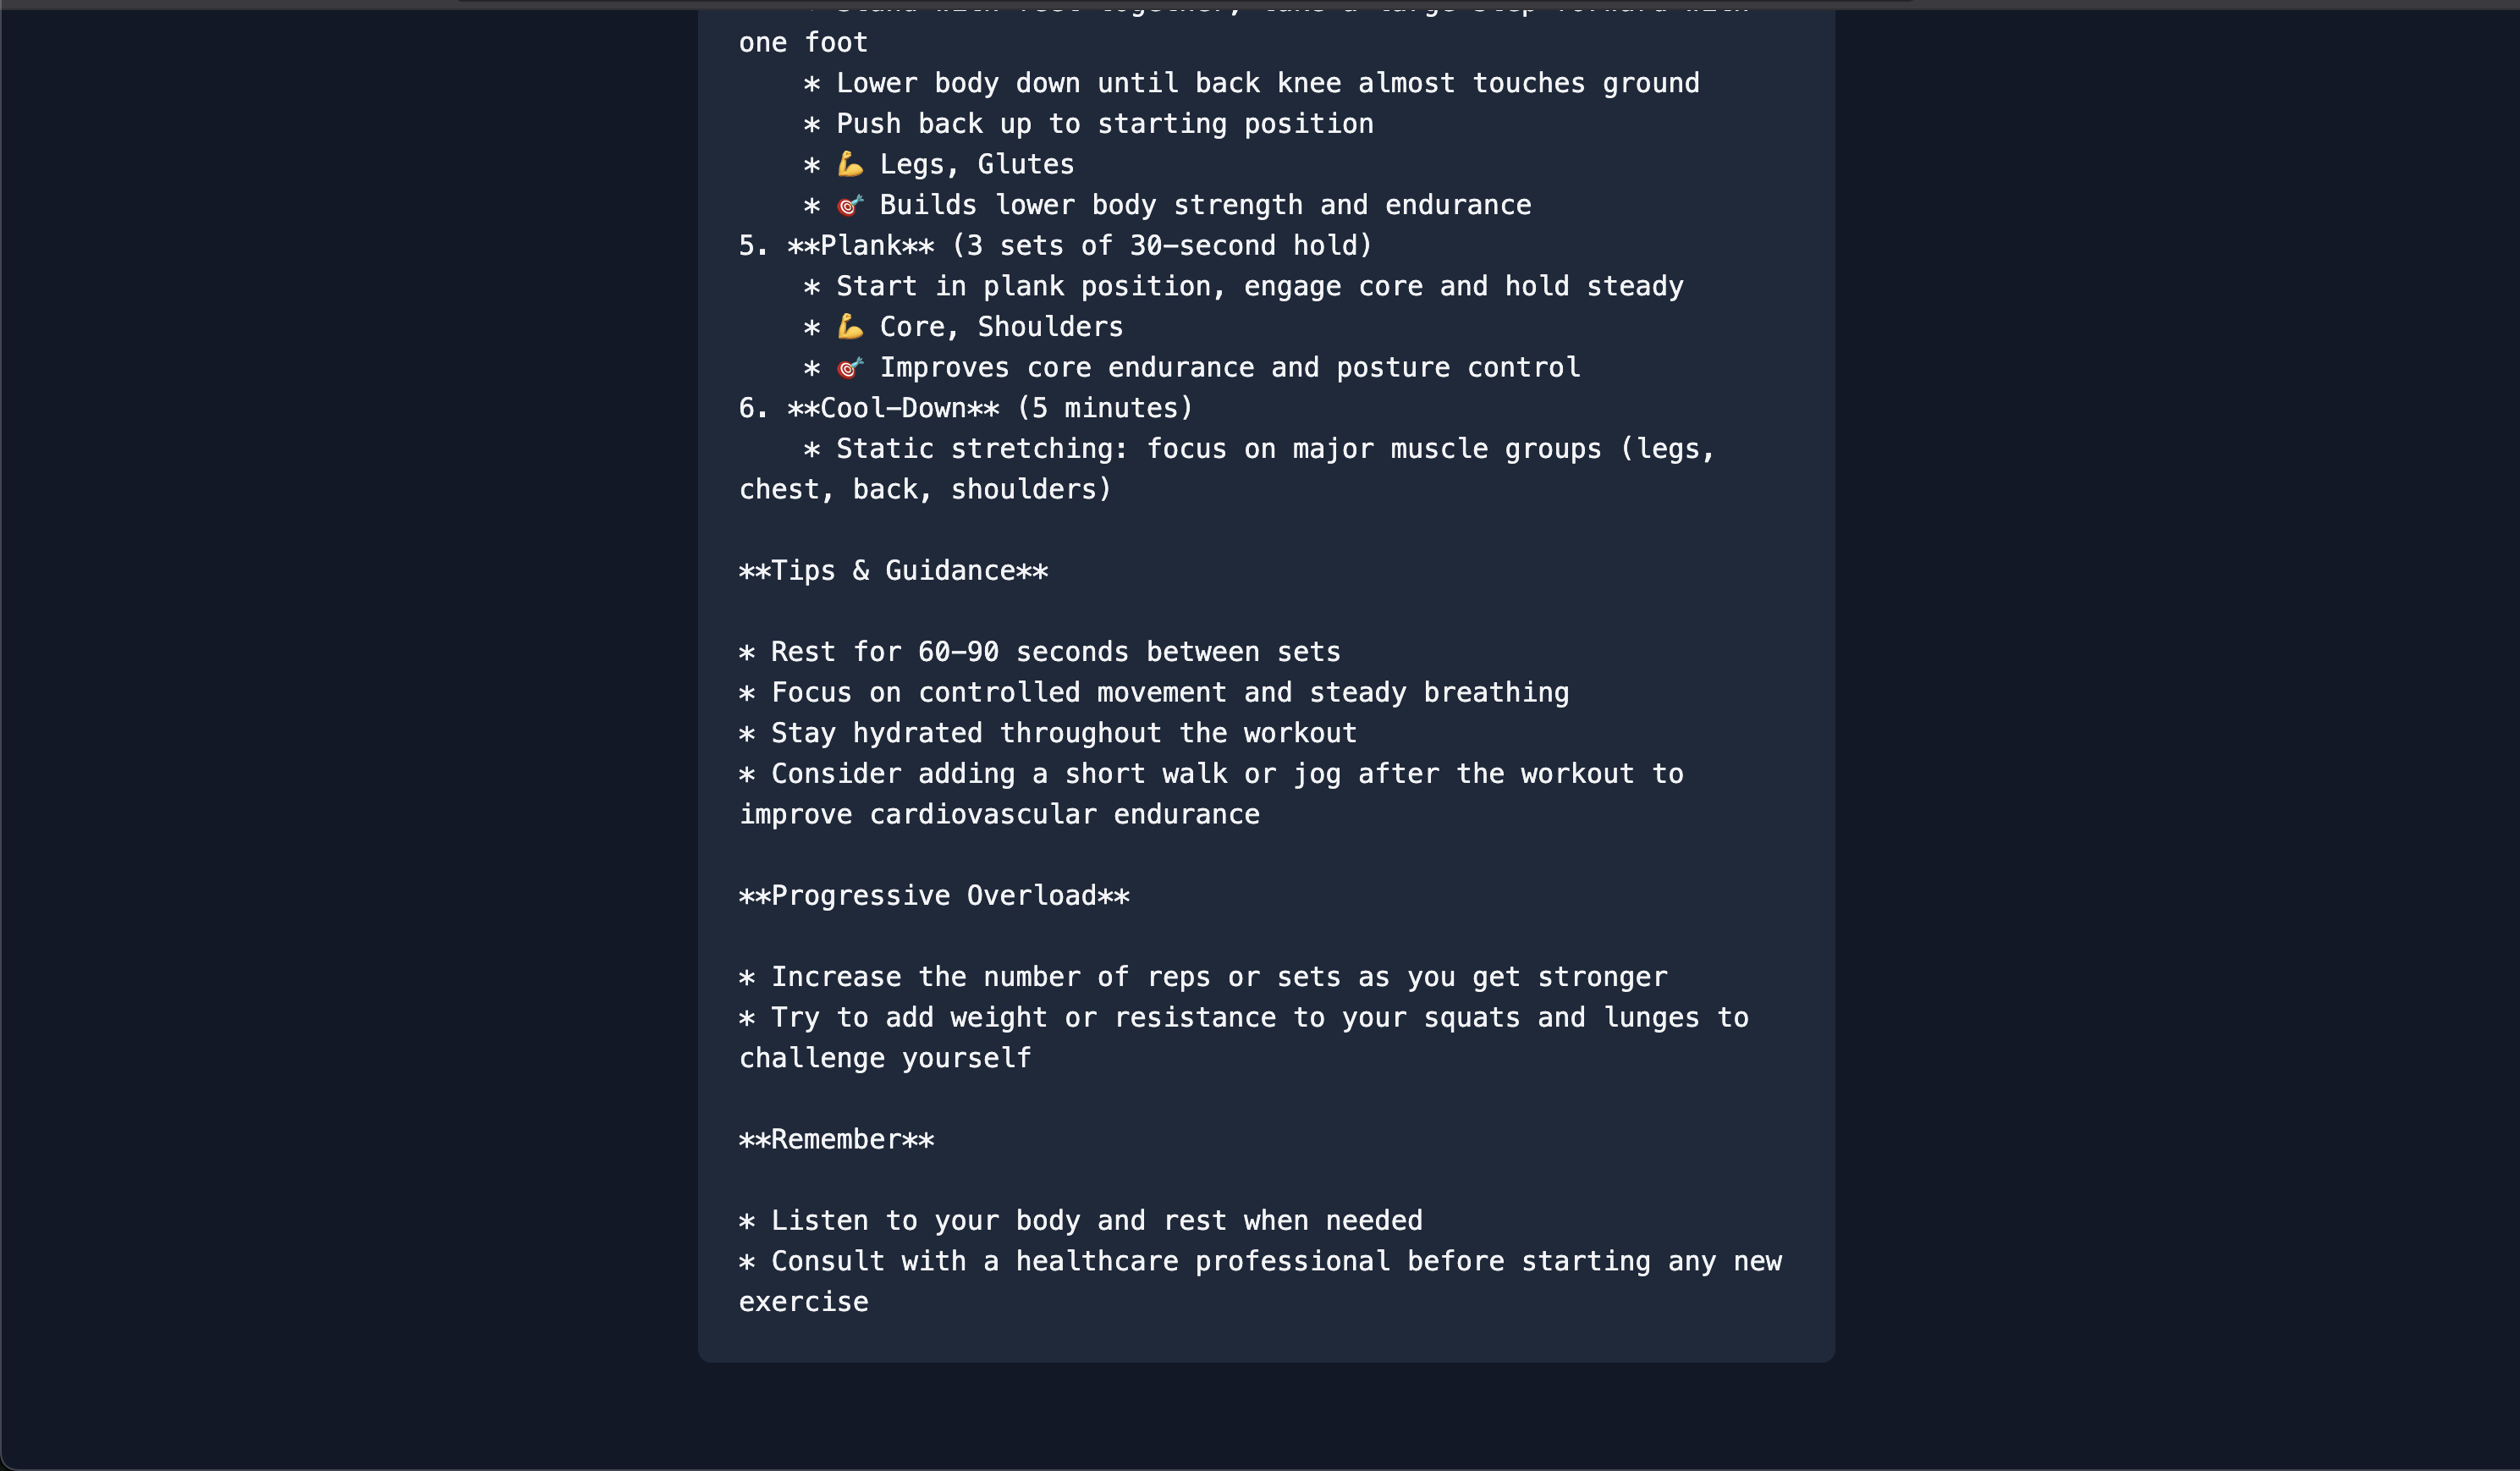 one foot
* Lower body down until back knee almost touches ground
* Push back up to starting position
* 💪 Legs, Glutes
* 🎯 Builds lower body strength and endurance
5. **Plank** (3 sets of 30-second hold)
* Start in plank position, engage core and hold steady
* 💪 Core, Shoulders
* 🎯 Improves core endurance and posture control
6. **Cool-Down** (5 minutes)
* Static stretching: focus on major muscle groups (legs,
chest, back, shoulders)
**Tips & Guidance**
* Rest for 60-90 seconds between sets
* Focus on controlled movement and steady breathing
* Stay hydrated throughout the workout
* Consider adding a short walk or jog after the workout to
improve cardiovascular endurance
**Progressive Overload**
* Increase the number of reps or sets as you get stronger
* Try to add weight or resistance to your squats and lunges to
challenge yourself
**Remember**
* Listen to your body and rest when needed
* Consult with a healthcare professional before starting any new
exercise